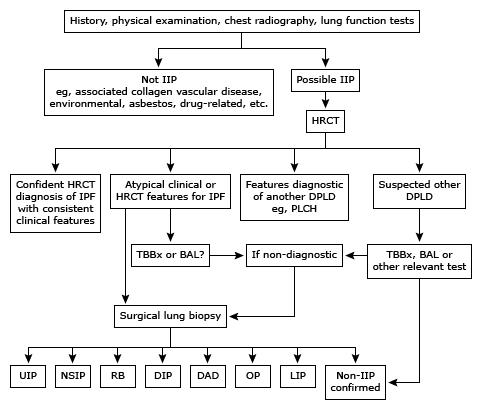 History, physical examination, chest radiography, lung function tests
Not IIP
eg, associated collagen vascular disease,
environmental, asbestos, drug-related, etc.
Possible IIP
HRCT
Confident HRCT
diagnosis of IPF
with consistent
clinical features
Atypical clinical or
HRCT features for IPF
Features diagnostic
of another DPLD
eg, PLCH
Suspected other
DPLD
TBBx or BAL?
If non-diagnostic
TBBx, BAL or
other relevant test
Surgical lung biopsy
UIP
NSIP
RB
DIP
DAD
OP
LIP
Non-IIP
confirmed